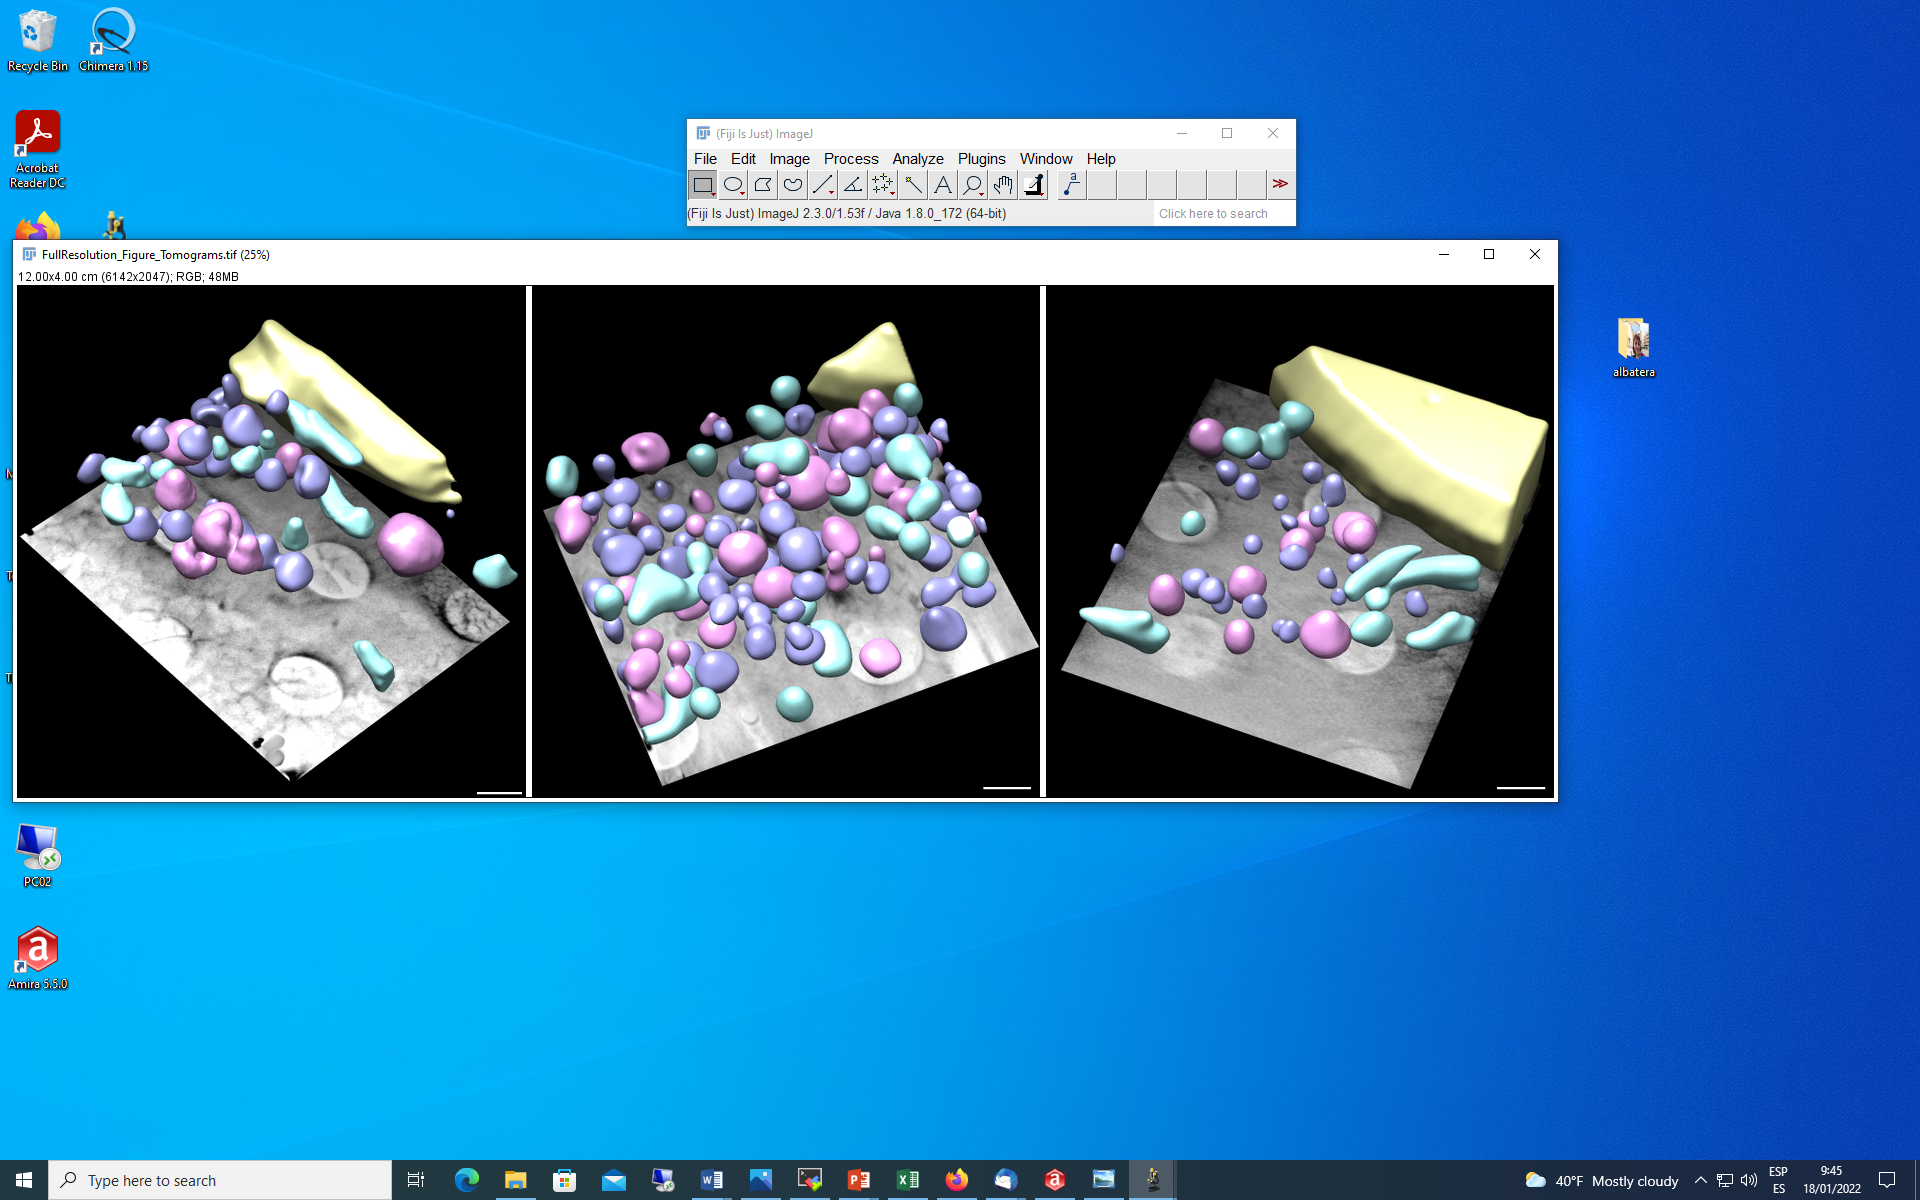 Recycle Bin
Chimera 1.15
Acrobat
Reader DC
(Fiji Is Just) ImageJ
File Edit Image Process Analyze Plugins Window Help
(Fiji Is Just) ImageJ 2.3.0/1.53f / Java 1.8.0_172 (64-bit)
Click here to search
FullResolution_Figure_Tomograms.tif (25%)
12.00x4.00 cm (6142x2047); RGB; 48MB
albatera
PC02
Amira 5.5.0
Type here to search
40°F Mostly cloudy
ESP
ES
9:45
18/01/2022